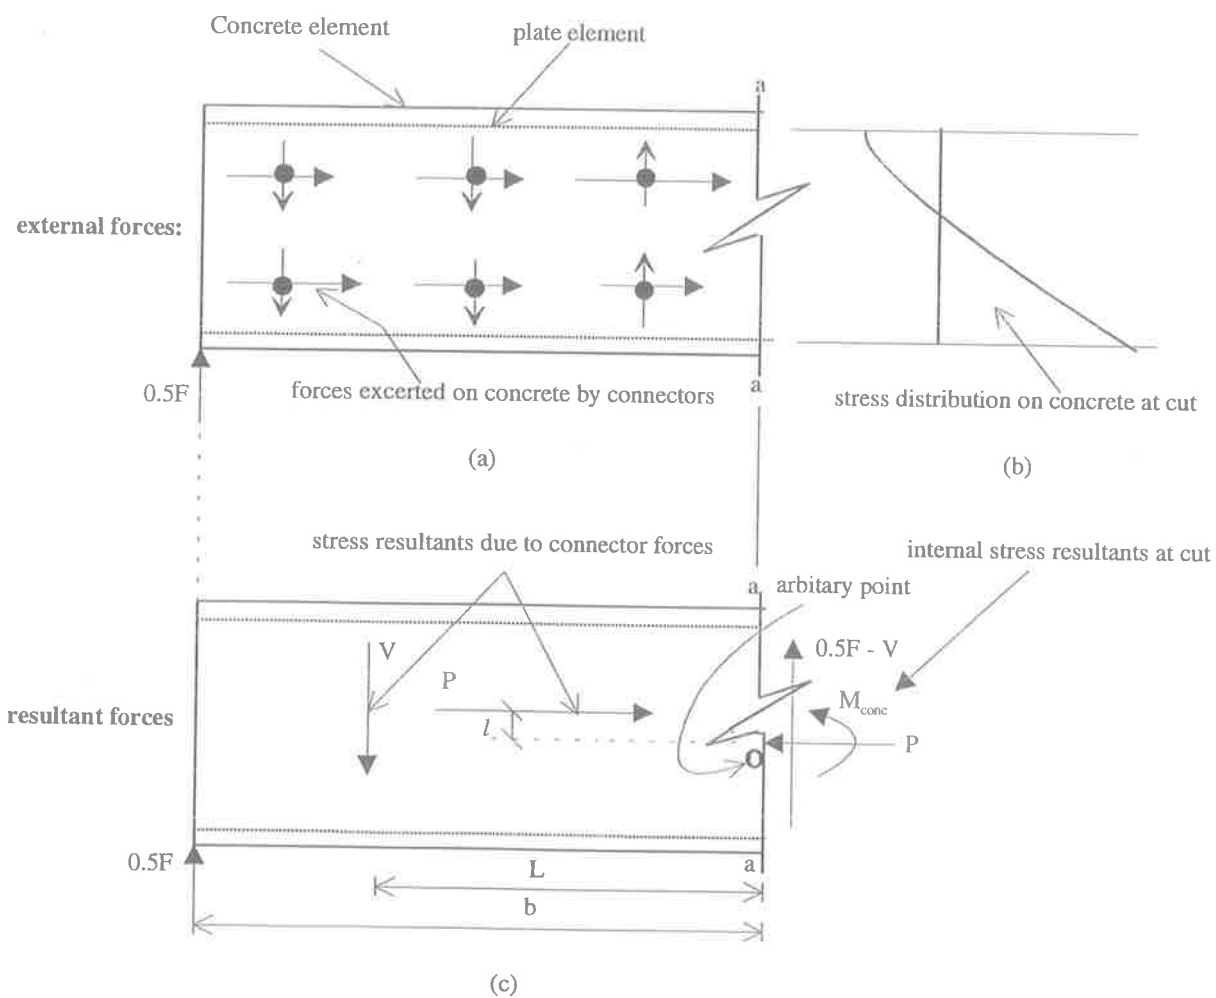 Concrete element
plate element
a
external forces:
0.5F
forces excerted on concrete by connectors
a
stress distribution on concrete at cut
(a)
(b)
stress resultants due to connector forces
internal stress resultants at cut
a
arbitary point
V
0.5F - V
P
M_conc
resultant forces
l
P
O
0.5F
L
a
b
(c)